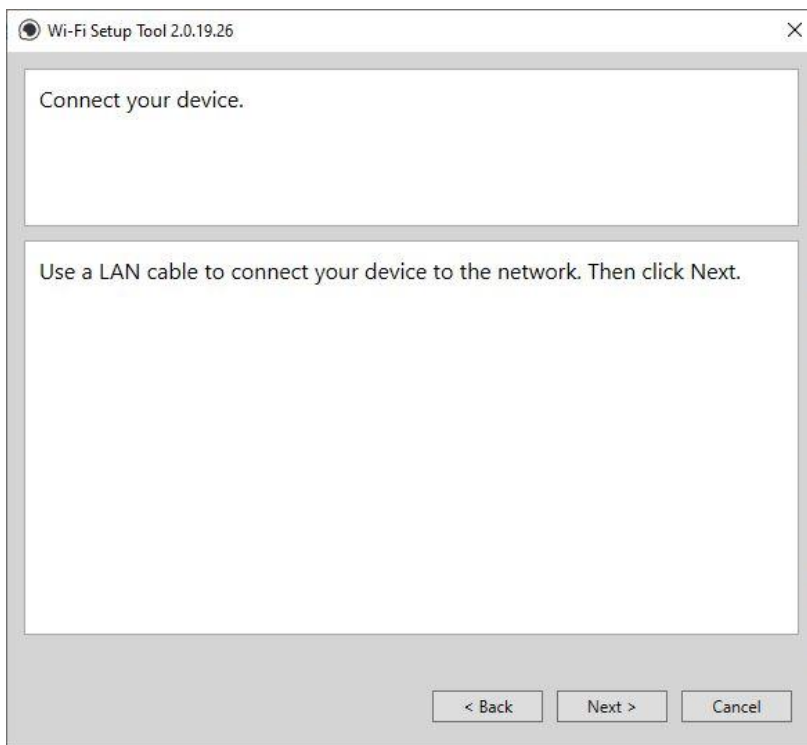 Wi-Fi Setup Tool 2.0.19.26
Connect your device.
Use a LAN cable to connect your device to the network. Then click Next.
< Back
Next >
Cancel